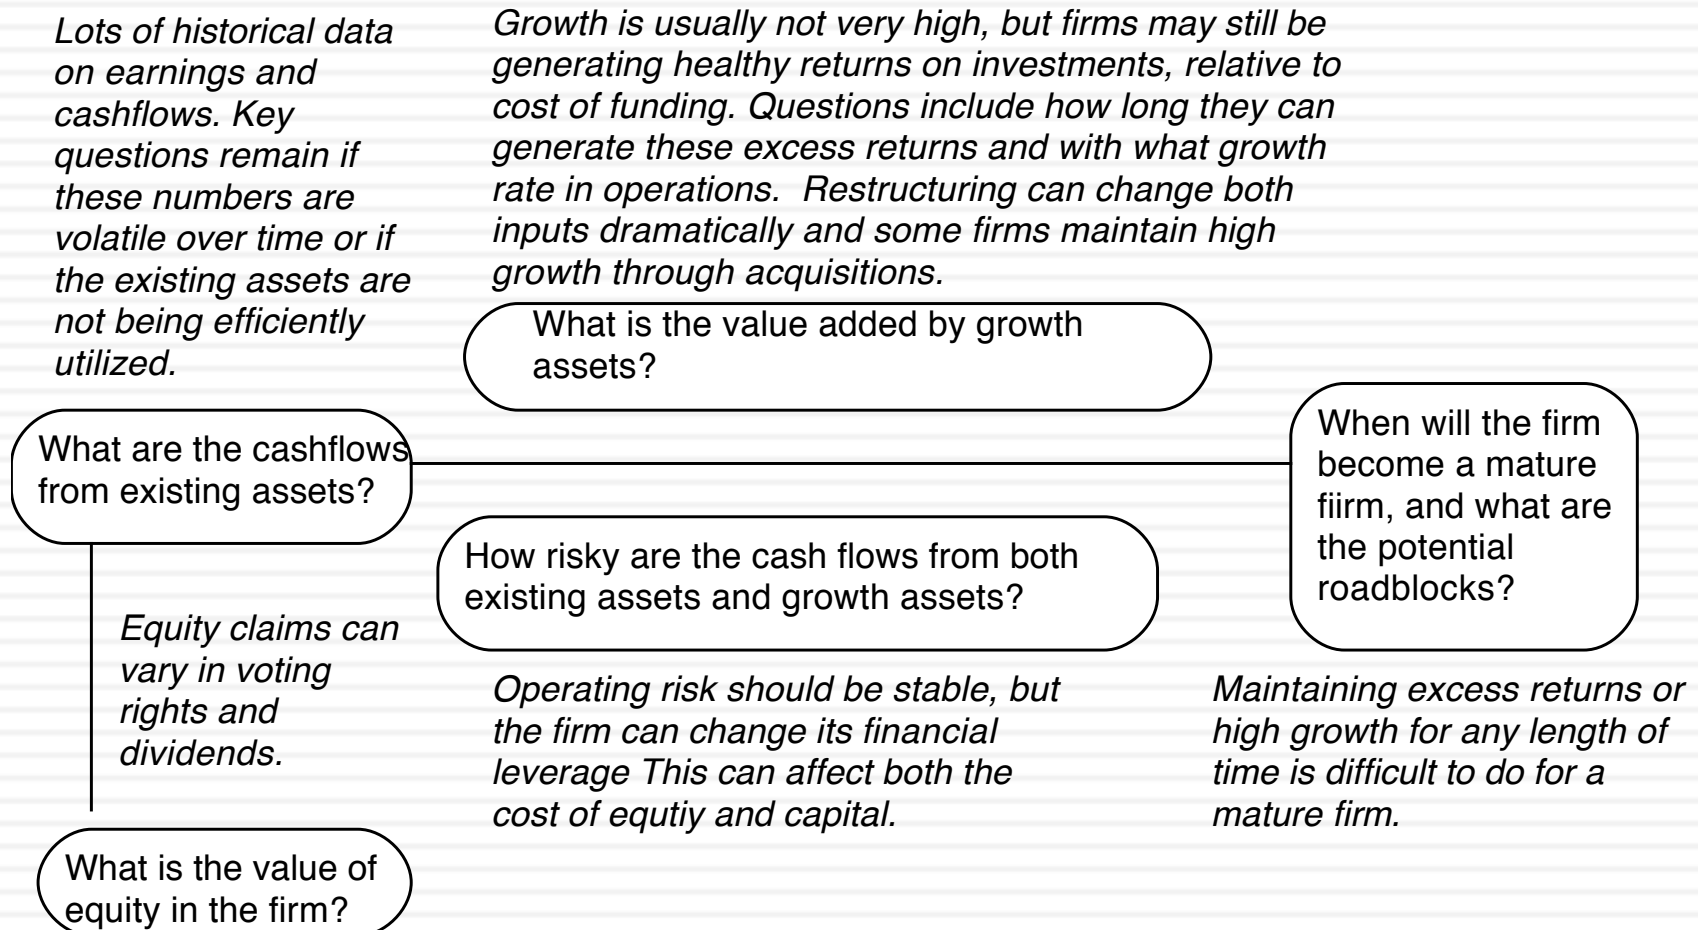 Lots of historical data
on earnings and
cashflows. Key
questions remain if
these numbers are
volatile over time or if
the existing assets are
not being efficiently
utilized.
Growth is usually not very high, but firms may still be
generating healthy returns on investments, relative to
cost of funding. Questions include how long they can
generate these excess returns and with what growth
rate in operations.  Restructuring can change both
inputs dramatically and some firms maintain high
growth through acquisitions.
What is the value added by growth
assets?
What are the cashflows
from existing assets?
When will the firm
become a mature
fiirm, and what are
the potential
roadblocks?
How risky are the cash flows from both
existing assets and growth assets?
Equity claims can
vary in voting
rights and
dividends.
Operating risk should be stable, but
the firm can change its financial
leverage This can affect both the
cost of equtiy and capital.
Maintaining excess returns or
high growth for any length of
time is difficult to do for a
mature firm.
What is the value of
equity in the firm?